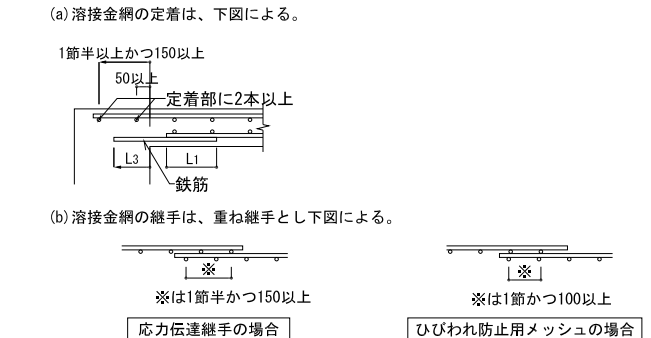 (a)溶接金網の定着は、下図による。
1節半以上かつ150以上
50以上
定着部に2本以上
L3
L1
鉄筋
(b)溶接金網の継手は、重ね継手とし下図による。
※
※
※は1節半かつ150以上
※は1節かつ100以上
応力伝達継手の場合
ひびわれ防止用メッシュの場合